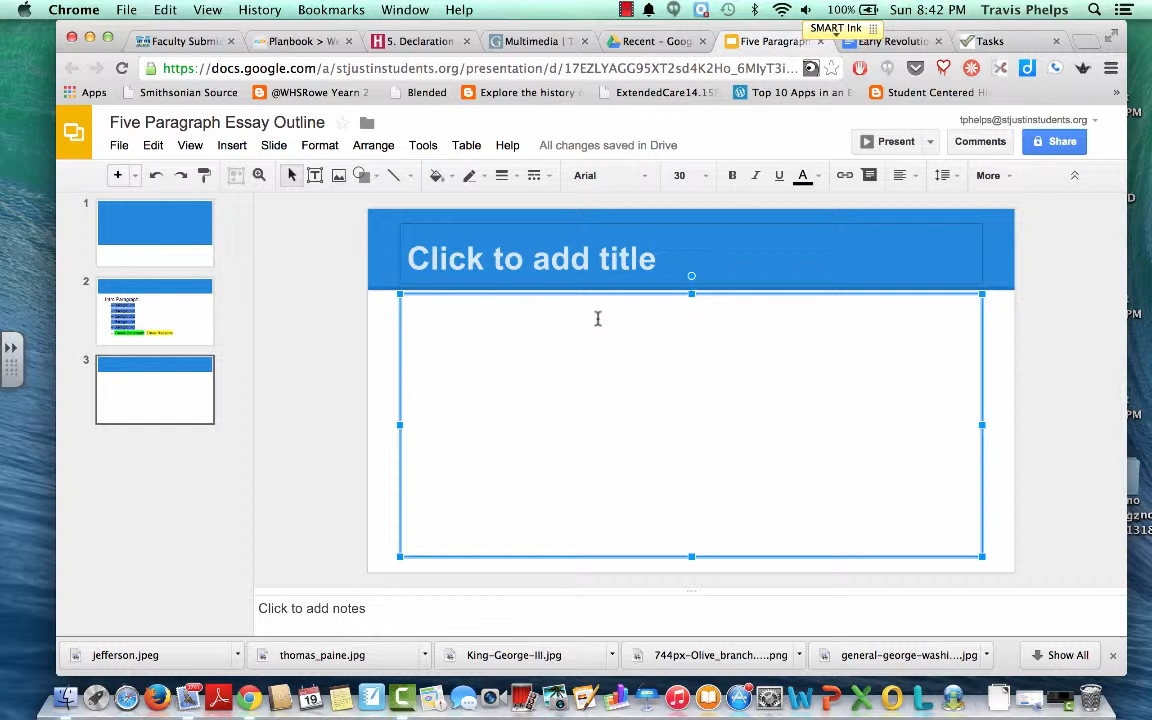 Chrome File Edit View History Bookmarks Window Help 100% Sun 8:42 PM Travis Phelps
SMART Ink
Faculty Submi Planbook > We 5. Declaration Multimedia | T Recent – Goog Five Paragraph Early Revolutio Tasks
https://docs.google.com/a/stjustinstudents.org/presentation/d/17EZLYAGG95XT2sd4K2Ho_6MlyT3i...
Apps Smithsonian Source @WHSRowe Yearn 2 Blended Explore the history o ExtendedCare14.15S Top 10 Apps in an E Student Centered Hi »
Five Paragraph Essay Outline
tphelps@stjustinstudents.org
File Edit View Insert Slide Format Arrange Tools Table Help All changes saved in Drive
Present Comments Share
Arial 30 B I U A More
1
2
Intro Paragraph:
3
Click to add title
Click to add notes
jefferson.jpeg thomas_paine.jpg King-George-III.jpg 744px-Olive_branch....png general-george-washi....jpg Show All